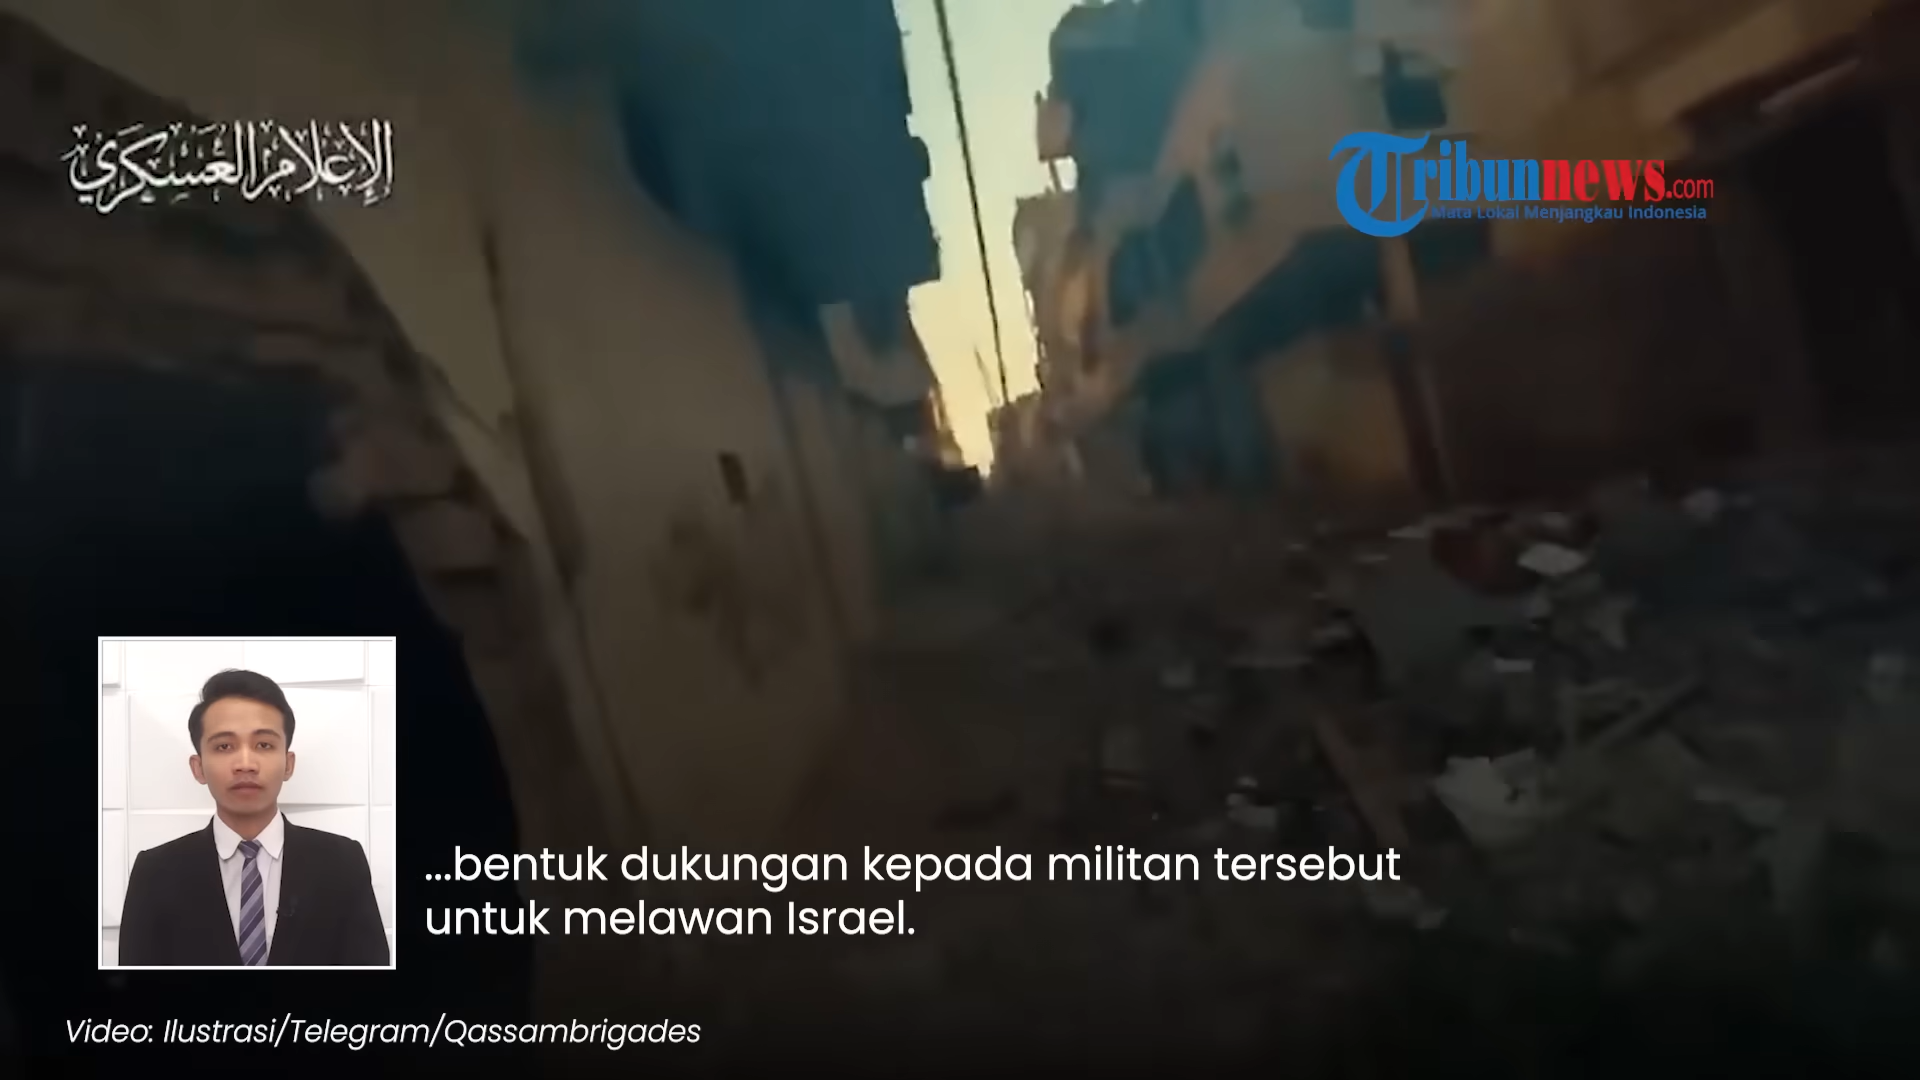 الإعلام العسكري
Tribunnews.com
Mata Lokal Menjangkau Indonesia
...bentuk dukungan kepada militan tersebut
untuk melawan Israel.
Video: Ilustrasi/Telegram/Qassambrigades